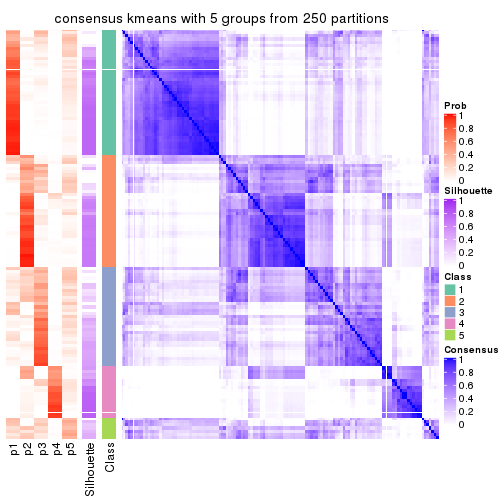 consensus kmeans with 5 groups from 250 partitions
Prob
1
0.8
0.6
0.4
0.2
0
Silhouette
1
0.8
0.6
0.4
0.2
0
Class
1
2
3
4
5
Consensus
1
0.8
0.6
0.4
0.2
0
p1
p2
p3
p4
p5
Silhouette
Class